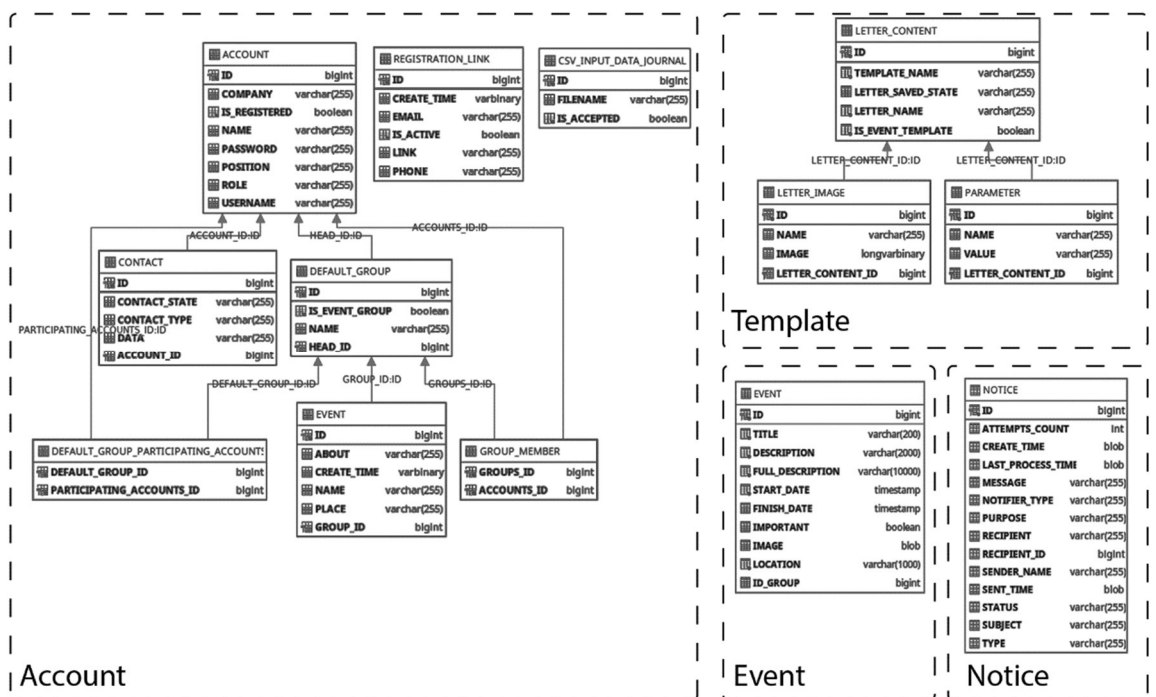 ACCOUNT
ID bigint
COMPANY varchar(255)
IS_REGISTERED boolean
NAME varchar(255)
PASSWORD varchar(255)
POSITION varchar(255)
ROLE varchar(255)
USERNAME varchar(255)
REGISTRATION_LINK
ID bigint
CREATE_TIME varbinary
EMAIL varchar(255)
IS_ACTIVE boolean
LINK varchar(255)
PHONE varchar(255)
CSV_INPUT_DATA_JOURNAL
ID bigint
FILENAME varchar(255)
IS_ACCEPTED boolean
ACCOUNT_ID:ID
HEAD_ID:ID
ACCOUNTS_ID:ID
CONTACT
ID bigint
CONTACT_STATE varchar(255)
CONTACT_TYPE varchar(255)
DATA varchar(255)
ACCOUNT_ID bigint
PARTICIPATING_ACCOUNTS_ID:ID
DEFAULT_GROUP
ID bigint
IS_EVENT_GROUP boolean
NAME varchar(255)
HEAD_ID bigint
DEFAULT_GROUP_ID:ID
GROUP_ID:ID
GROUPS_ID:ID
DEFAULT_GROUP_PARTICIPATING_ACCOUNTS
DEFAULT_GROUP_ID bigint
PARTICIPATING_ACCOUNTS_ID bigint
EVENT
ID bigint
ABOUT varchar(255)
CREATE_TIME varbinary
NAME varchar(255)
PLACE varchar(255)
GROUP_ID bigint
GROUP_MEMBER
GROUPS_ID bigint
ACCOUNTS_ID bigint
Account
LETTER_CONTENT
ID bigint
TEMPLATE_NAME varchar(255)
LETTER_SAVED_STATE varchar(255)
LETTER_NAME varchar(255)
IS_EVENT_TEMPLATE boolean
LETTER_CONTENT_ID:ID
LETTER_CONTENT_ID:ID
LETTER_IMAGE
ID bigint
NAME varchar(255)
IMAGE longvarbinary
LETTER_CONTENT_ID bigint
PARAMETER
ID bigint
NAME varchar(255)
VALUE varchar(255)
LETTER_CONTENT_ID bigint
Template
EVENT
ID bigint
TITLE varchar(200)
DESCRIPTION varchar(2000)
FULL_DESCRIPTION varchar(10000)
START_DATE timestamp
FINISH_DATE timestamp
IMPORTANT boolean
IMAGE blob
LOCATION varchar(1000)
ID_GROUP bigint
Event
NOTICE
ID bigint
ATTEMPTS_COUNT int
CREATE_TIME blob
LAST_PROCESS_TIME blob
MESSAGE varchar(255)
NOTIFIER_TYPE varchar(255)
PURPOSE varchar(255)
RECIPIENT varchar(255)
RECIPIENT_ID bigint
SENDER_NAME varchar(255)
SENT_TIME blob
STATUS varchar(255)
SUBJECT varchar(255)
TYPE varchar(255)
Notice